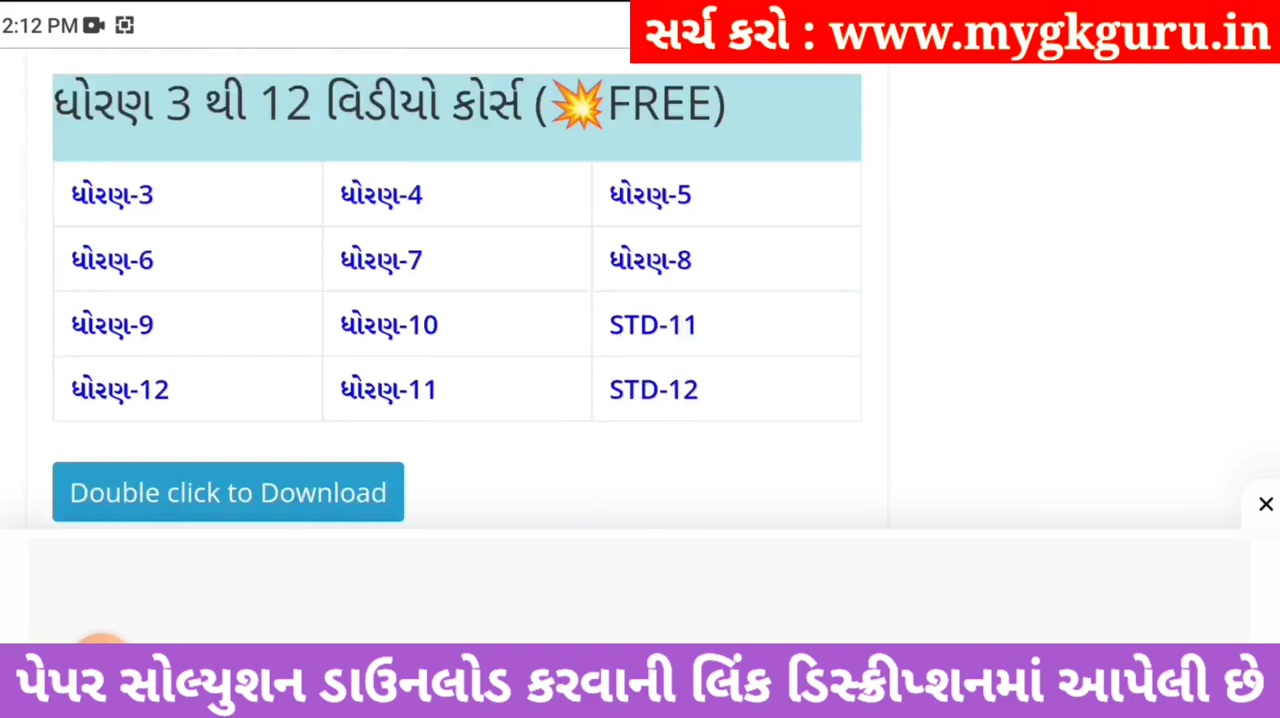 2:12 PM
સર્ચ કરો : www.mygkguru.in
ધોરણ 3 થી 12 વિડીયો કોર્સ (💥FREE)
ધોરણ-3 ધોરણ-4 ધોરણ-5
ધોરણ-6 ધોરણ-7 ધોરણ-8
ધોરણ-9 ધોરણ-10 STD-11
ધોરણ-12 ધોરણ-11 STD-12
Double click to Download
પેપર સોલ્યુશન ડાઉનલોડ કરવાની લિંક ડિસ્ક્રીપ્શનમાં આપેલી છે